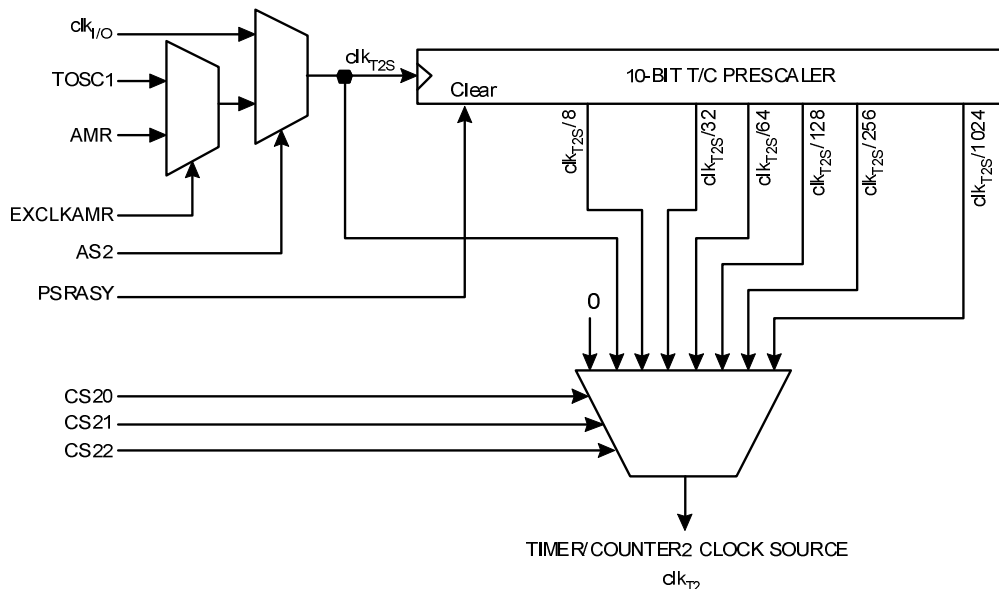 clkI/O
TOSC1
AMR
EXCLKAMR
AS2
PSRASY
clkT2S
10-BIT T/C PRESCALER
Clear
clkT2S/8
clkT2S/32
clkT2S/64
clkT2S/128
clkT2S/256
clkT2S/1024
0
CS20
CS21
CS22
TIMER/COUNTER2 CLOCK SOURCE
clkT2